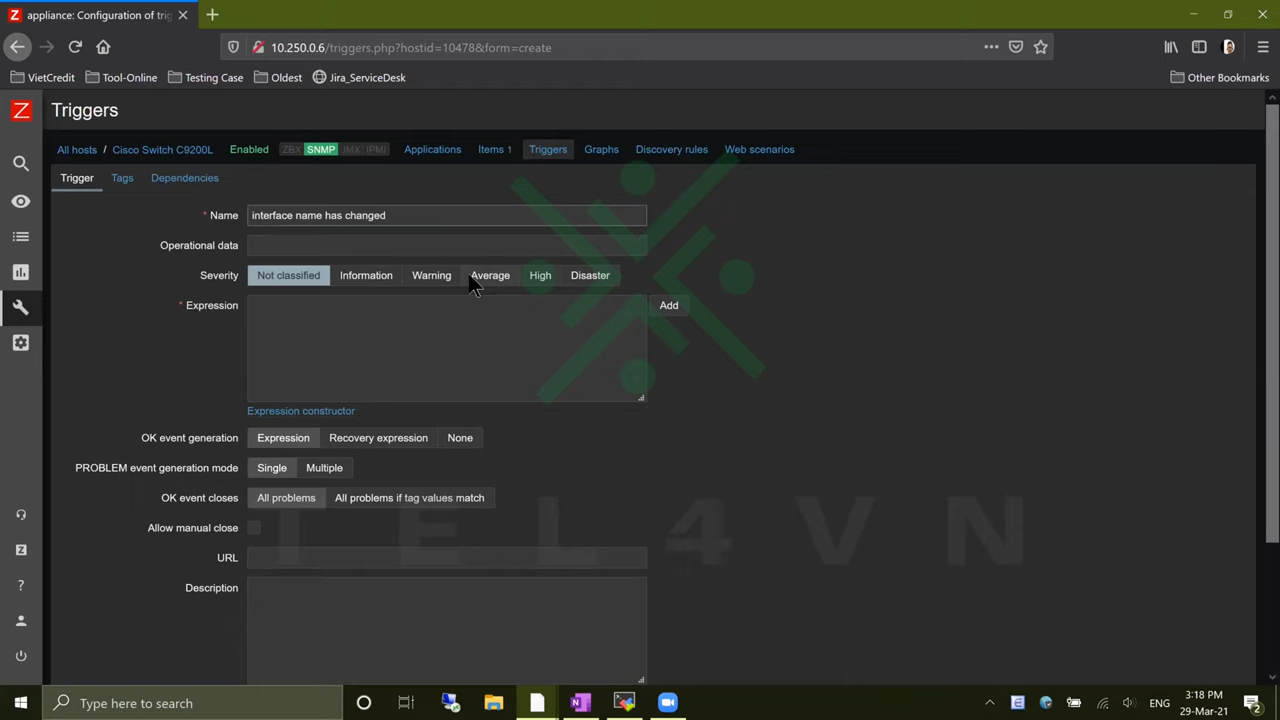 Z appliance: Configuration of trig
10.250.0.6/triggers.php?hostid=10478&form=create
VietCredit Tool-Online Testing Case Oldest Jira_ServiceDesk Other Bookmarks
Z Triggers
All hosts / Cisco Switch C9200L Enabled ZBX SNMP JMX IPMI Applications Items 1 Triggers Graphs Discovery rules Web scenarios
Trigger Tags Dependencies
* Name interface name has changed
Operational data
Severity Not classified Information Warning Average High Disaster
* Expression Add
Expression constructor
OK event generation Expression Recovery expression None
PROBLEM event generation mode Single Multiple
OK event closes All problems All problems if tag values match
Allow manual close
TEL4VN
URL
Description
Z
?
Type here to search ENG 3:18 PM
29-Mar-21 2